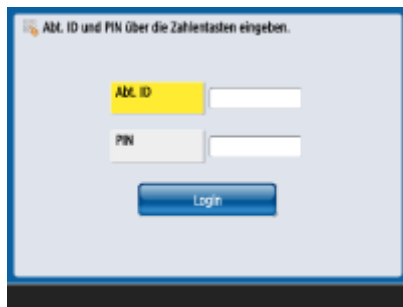 Abt. ID und PIN über die Zahlentasten eingeben.
Abt. ID
PIN
Login